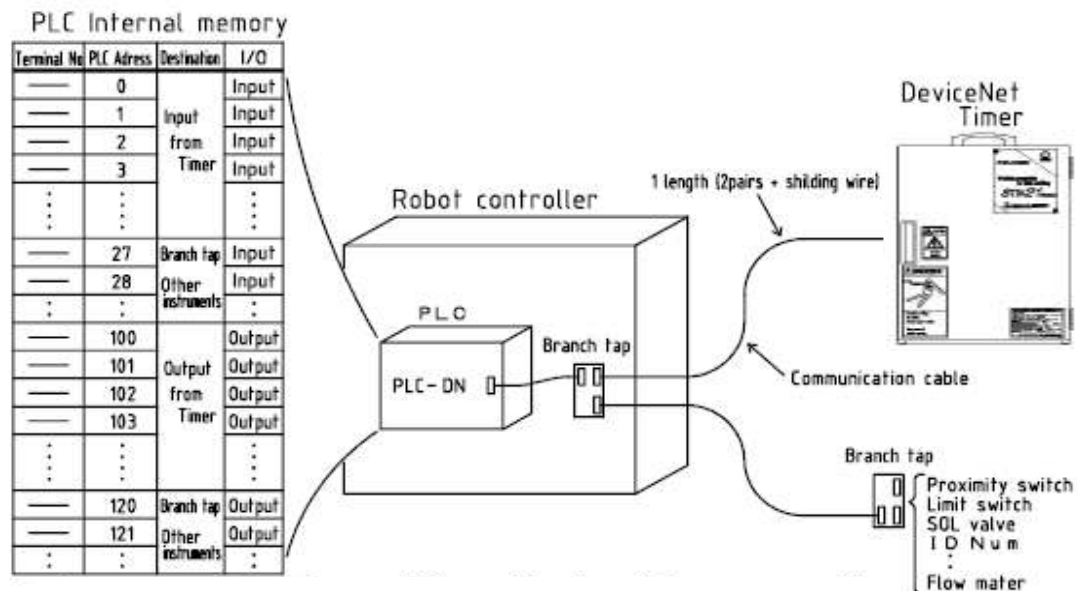 PLC Internal memory
Terminal No PLC Adress Destination I/O
— 0 Input
— 1 Input from Timer Input
— 2 Input
— 3 Input
— 27 Branch tap Input
— 28 Other instruments Input
— 100 Output
— 101 Output from Timer Output
— 102 Output
— 103 Output
— 120 Branch tap Output
— 121 Other instruments Output
Robot controller
PLC
PLC-DN
Branch tap
DeviceNet
Timer
1 length (2pairs + shilding wire)
Communication cable
Branch tap
Proximity switch
Limit switch
SOL valve
ID Num
:
Flow mater